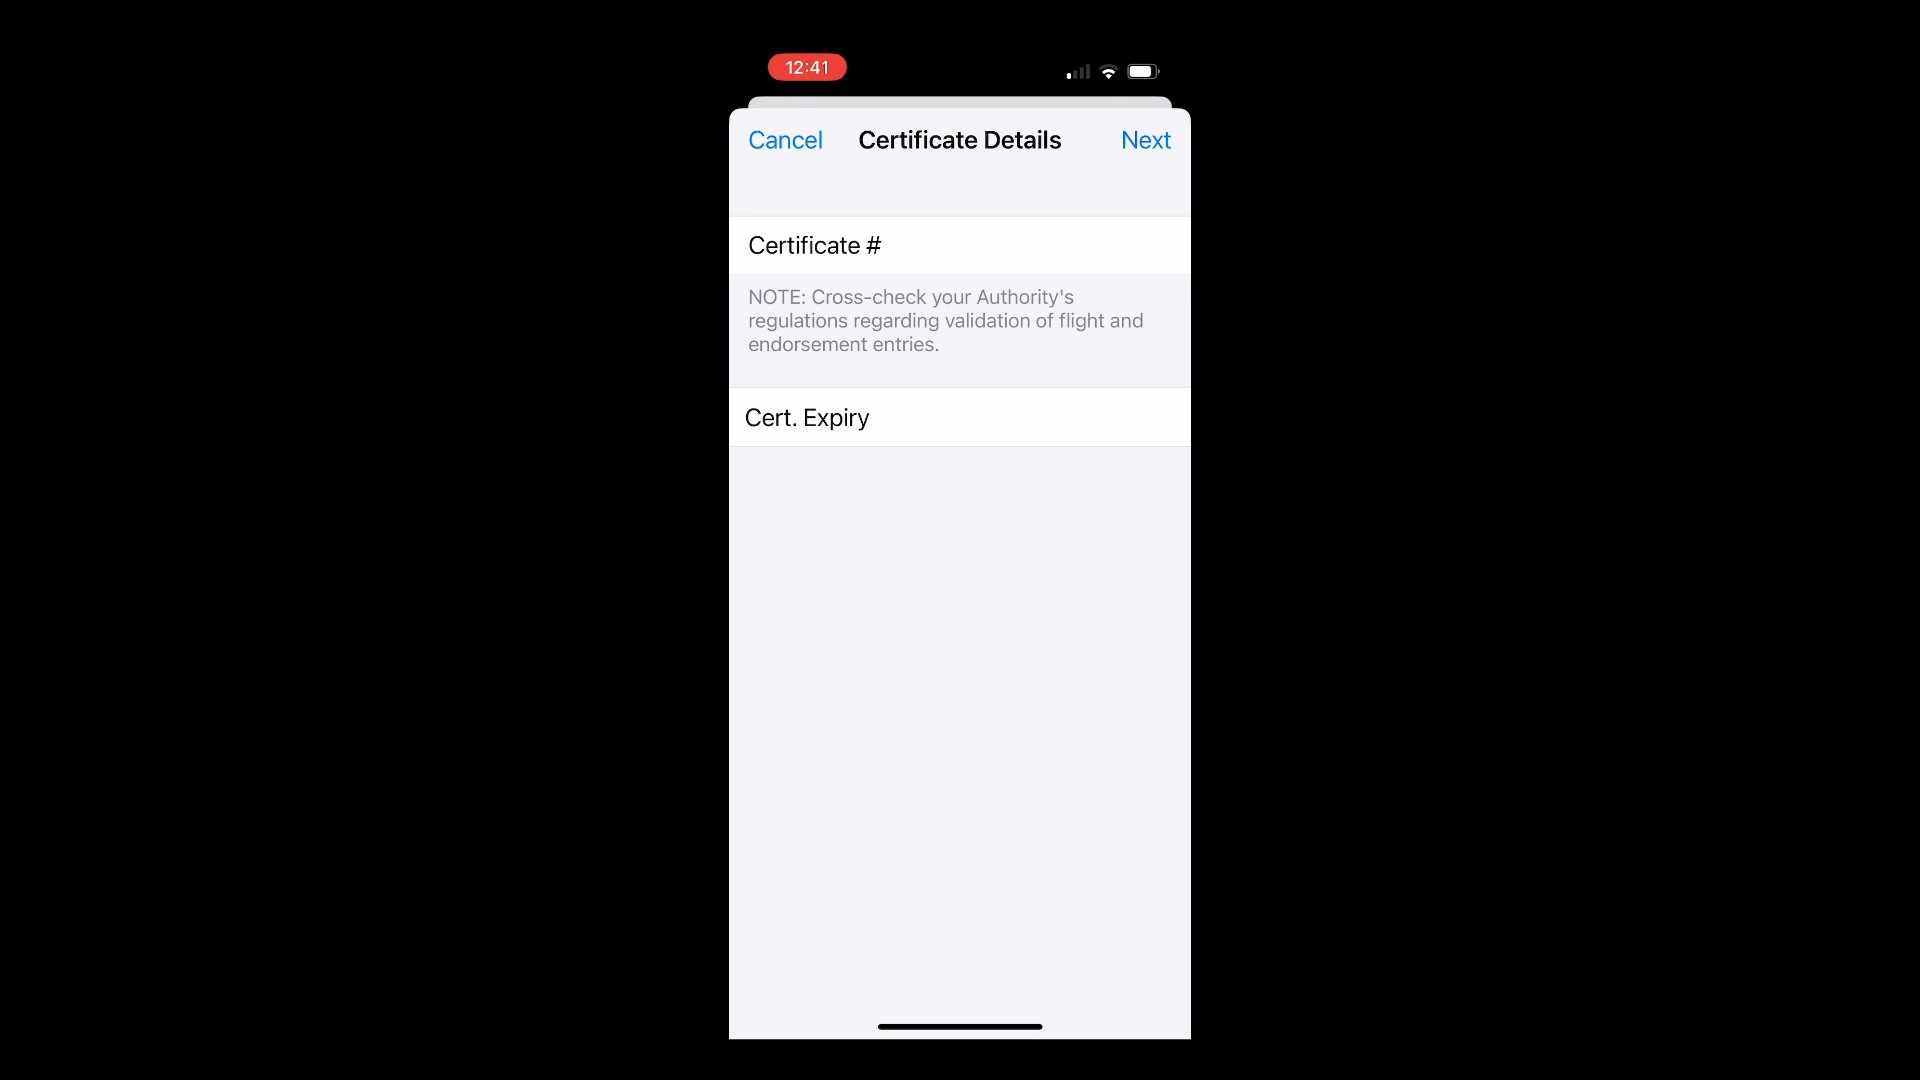 12:41
Cancel Certificate Details Next
Certificate #
NOTE: Cross-check your Authority's
regulations regarding validation of flight and
endorsement entries.
Cert. Expiry